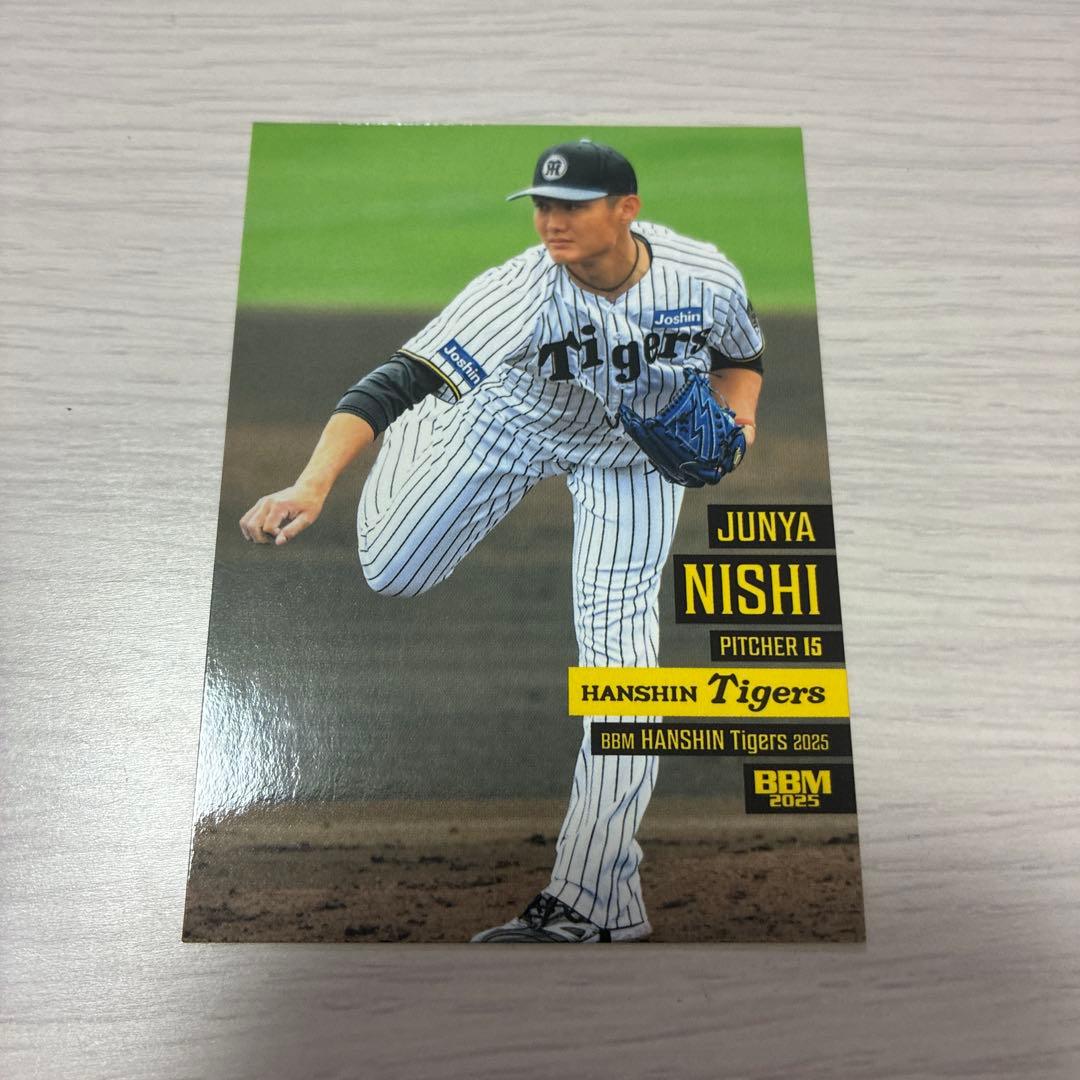 Joshin
Joshin
Tigers
JUNYA
NISHI
PITCHER 15
HANSHIN Tigers
BBM HANSHIN Tigers 2025
BBM
2025